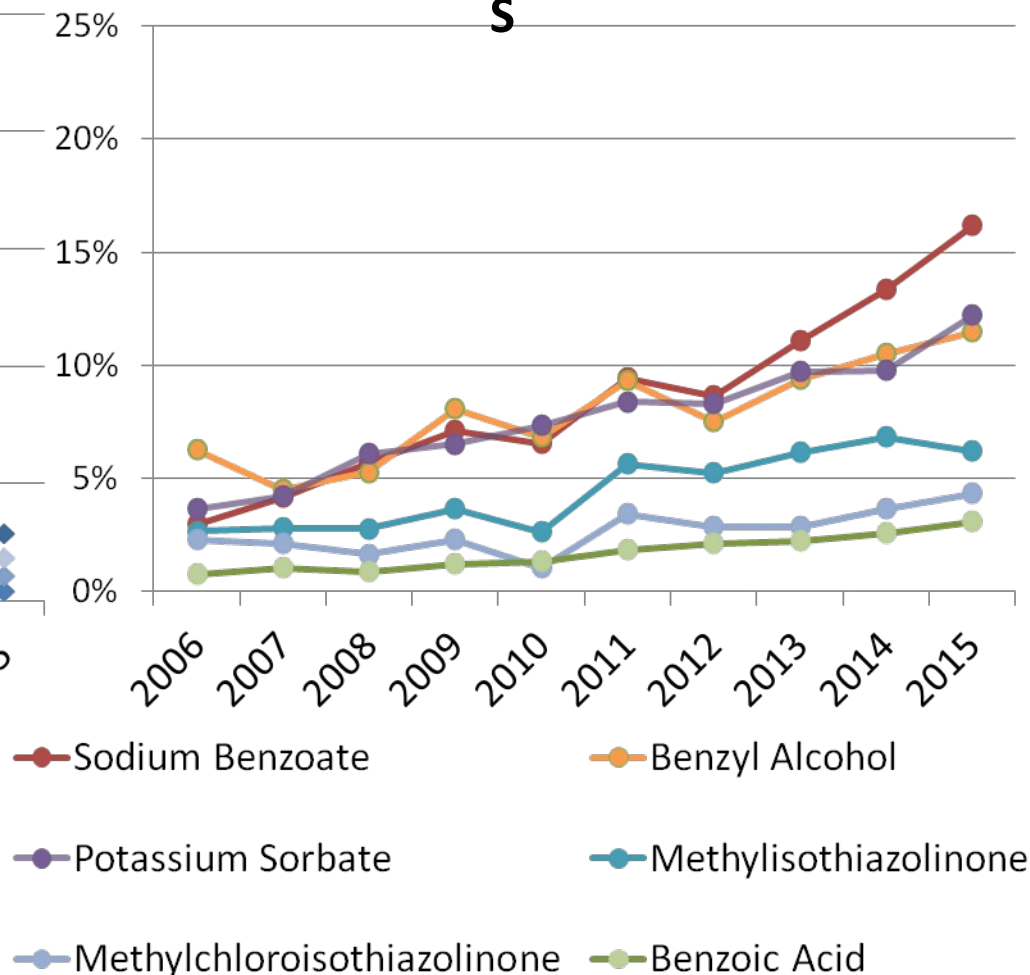 S
25%
20%
15%
10%
5%
0%
2006 2007 2008 2009 2010 2011 2012 2013 2014 2015
Sodium Benzoate Benzyl Alcohol
Potassium Sorbate Methylisothiazolinone
Methylchloroisothiazolinone Benzoic Acid